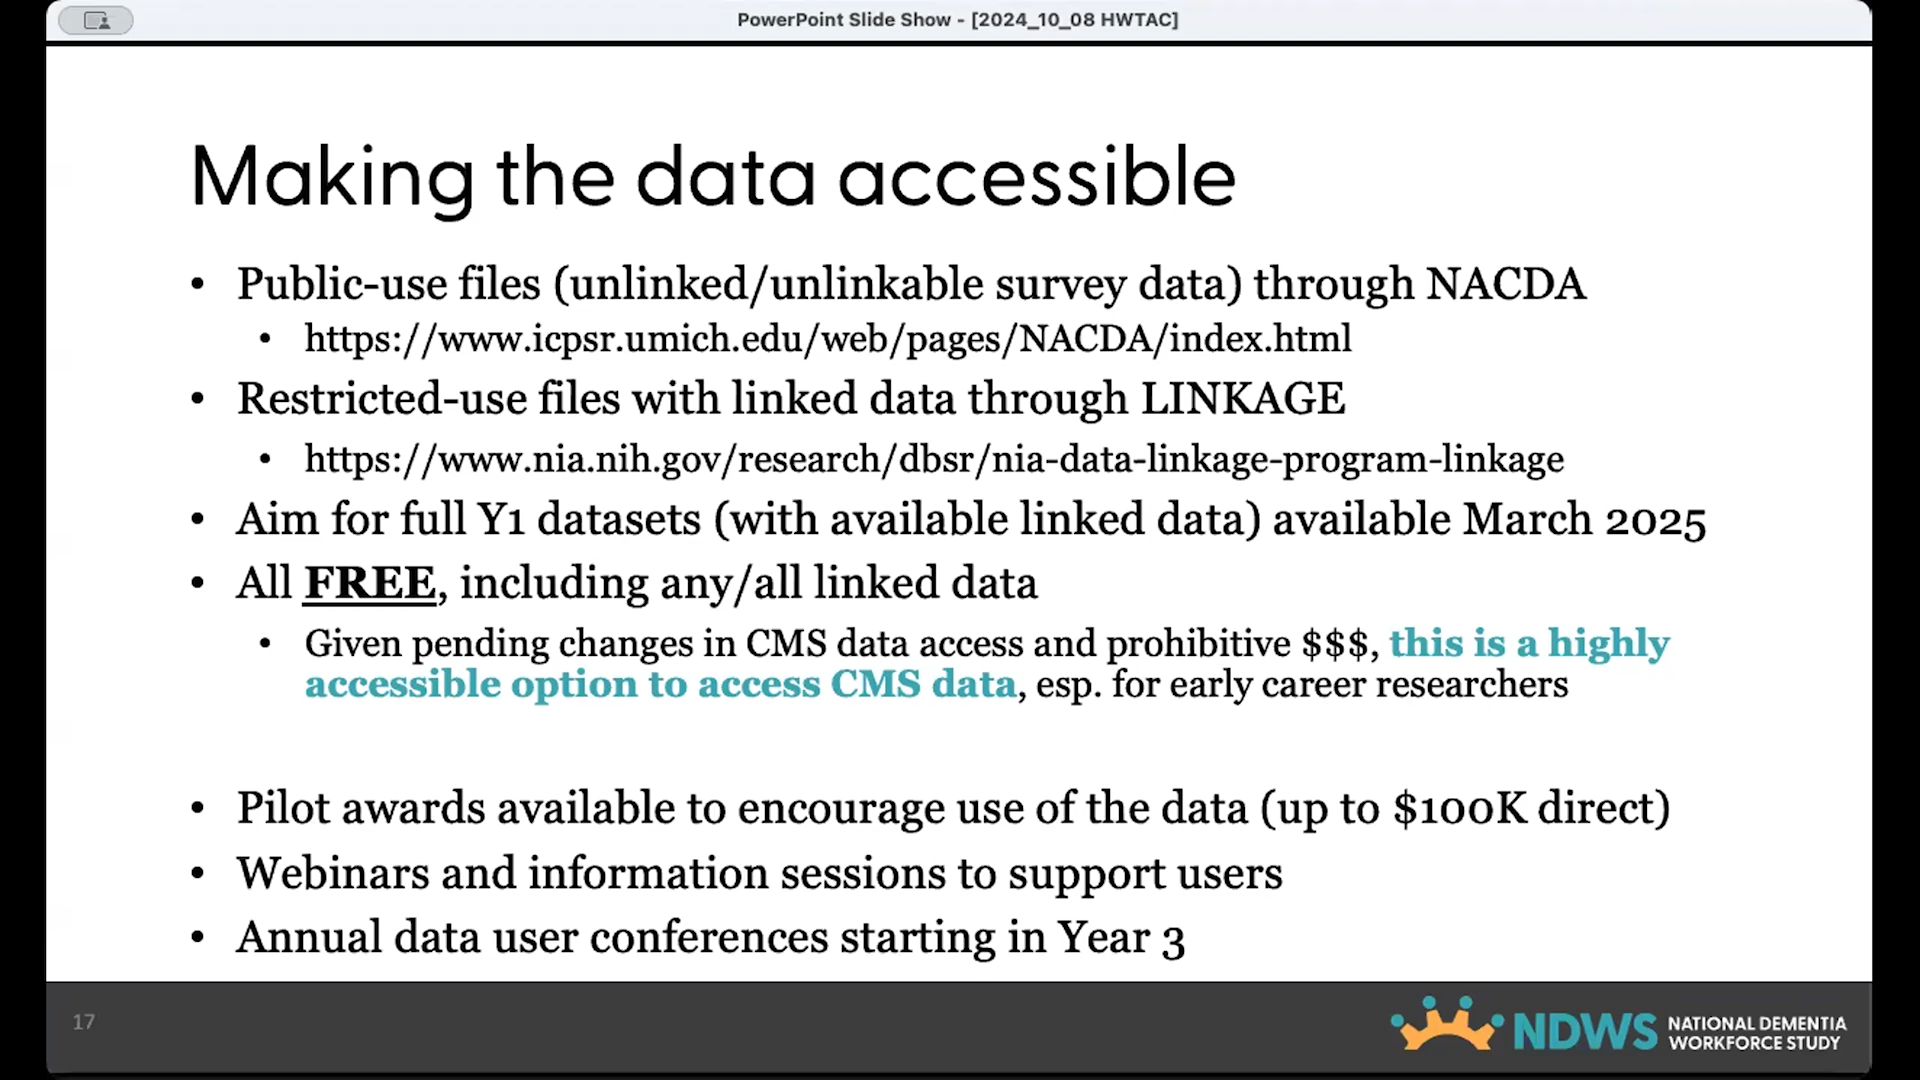 PowerPoint Slide Show - [2024_10_08 HWTAC]
Making the data accessible
• Public-use files (unlinked/unlinkable survey data) through NACDA
• https://www.icpsr.umich.edu/web/pages/NACDA/index.html
• Restricted-use files with linked data through LINKAGE
• https://www.nia.nih.gov/research/dbsr/nia-data-linkage-program-linkage
• Aim for full Y1 datasets (with available linked data) available March 2025
• All FREE, including any/all linked data
• Given pending changes in CMS data access and prohibitive $$$, this is a highly
accessible option to access CMS data, esp. for early career researchers
• Pilot awards available to encourage use of the data (up to $100K direct)
• Webinars and information sessions to support users
• Annual data user conferences starting in Year 3
17
NDWS NATIONAL DEMENTIA
WORKFORCE STUDY